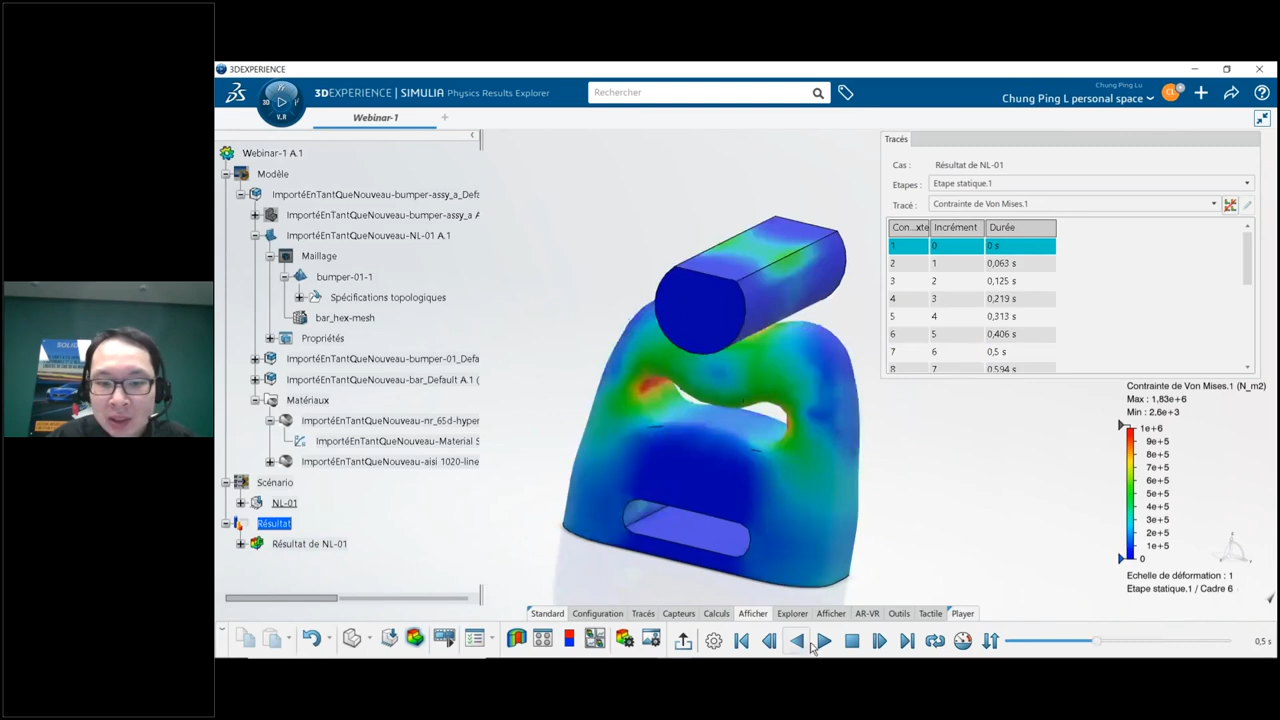 3DEXPERIENCE
3DEXPERIENCE | SIMULIA Physics Results Explorer
Rechercher
Chung Ping Lu
Chung Ping L personal space
3D
V.R
Webinar-1
Webinar-1 A.1
Modèle
ImportéEnTantQueNouveau-bumper-assy_a_Defa
ImportéEnTantQueNouveau-bumper-assy_a A
ImportéEnTantQueNouveau-NL-01 A.1
Maillage
bumper-01-1
Spécifications topologiques
bar_hex-mesh
Propriétés
ImportéEnTantQueNouveau-bumper-01_Default
ImportéEnTantQueNouveau-bar_Default A.1 (
Matériaux
ImportéEnTantQueNouveau-nr_65d-hyper
ImportéEnTantQueNouveau-Material S
ImportéEnTantQueNouveau-aisi 1020-line
Scénario
NL-01
Résultat
Résultat de NL-01
Tracés
Cas : Résultat de NL-01
Etapes : Etape statique.1
Tracé : Contrainte de Von Mises.1
Con...xte Incrément Durée
1 0 0 s
2 1 0,063 s
3 2 0,125 s
4 3 0,219 s
5 4 0,313 s
6 5 0,406 s
7 6 0,5 s
8 7 0,594 s
Contrainte de Von Mises.1 (N_m2)
Max : 1,83e+6
Min : 2.6e+3
1e+6
9e+5
8e+5
7e+5
6e+5
5e+5
4e+5
3e+5
2e+5
1e+5
0
Echelle de déformation : 1
Etape statique.1 / Cadre 6
Standard Configuration Tracés Capteurs Calculs Afficher Explorer Afficher AR-VR Outils Tactile Player
0,5 s